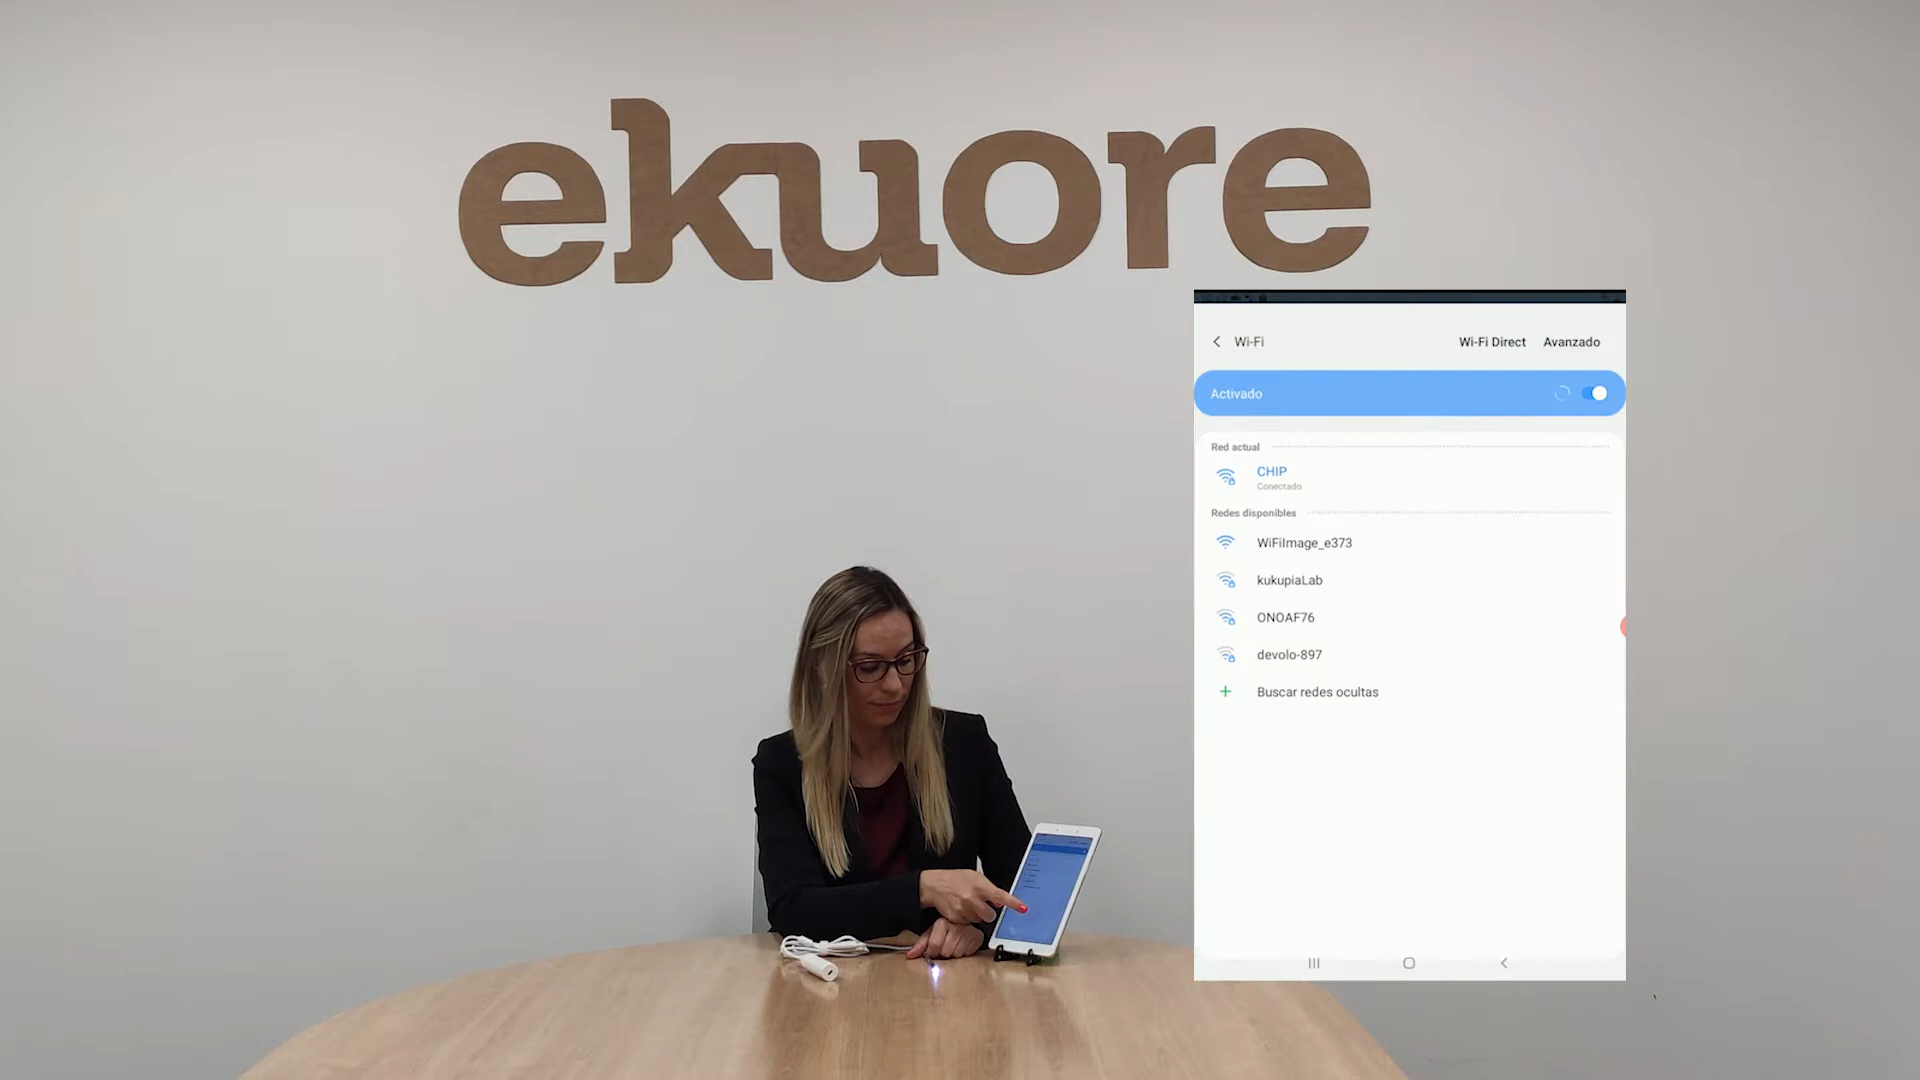 ekuore
Wi-Fi
Wi-Fi Direct
Avanzado
Activado
Red actual
CHIP
Conectado
Redes disponibles
WiFiImage_e373
kukupiaLab
ONOAF76
devolo-897
Buscar redes ocultas